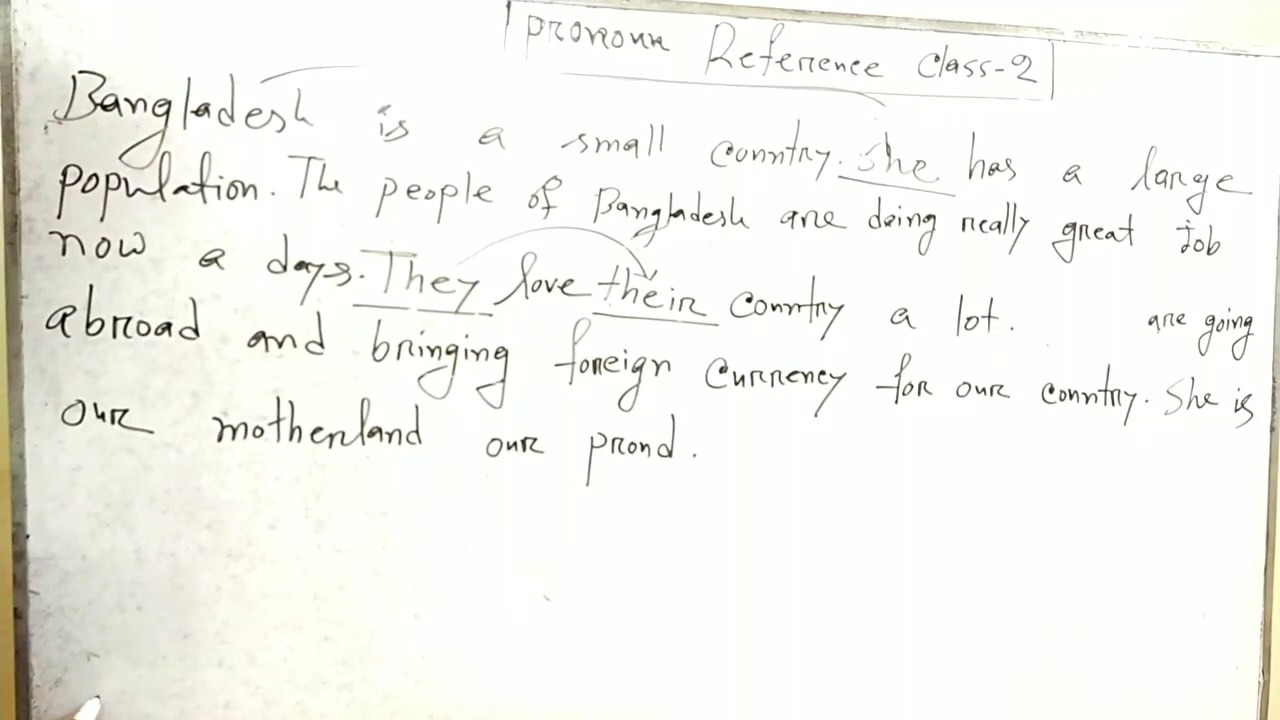 Pronoun Reference Class-2
Bangladesh is a small country. She has a large
population. The people of Bangladesh are doing really great Job
now a days. They love their country a lot. are going
abroad and bringing foreign currency for our country. She is
our motherland our proud.